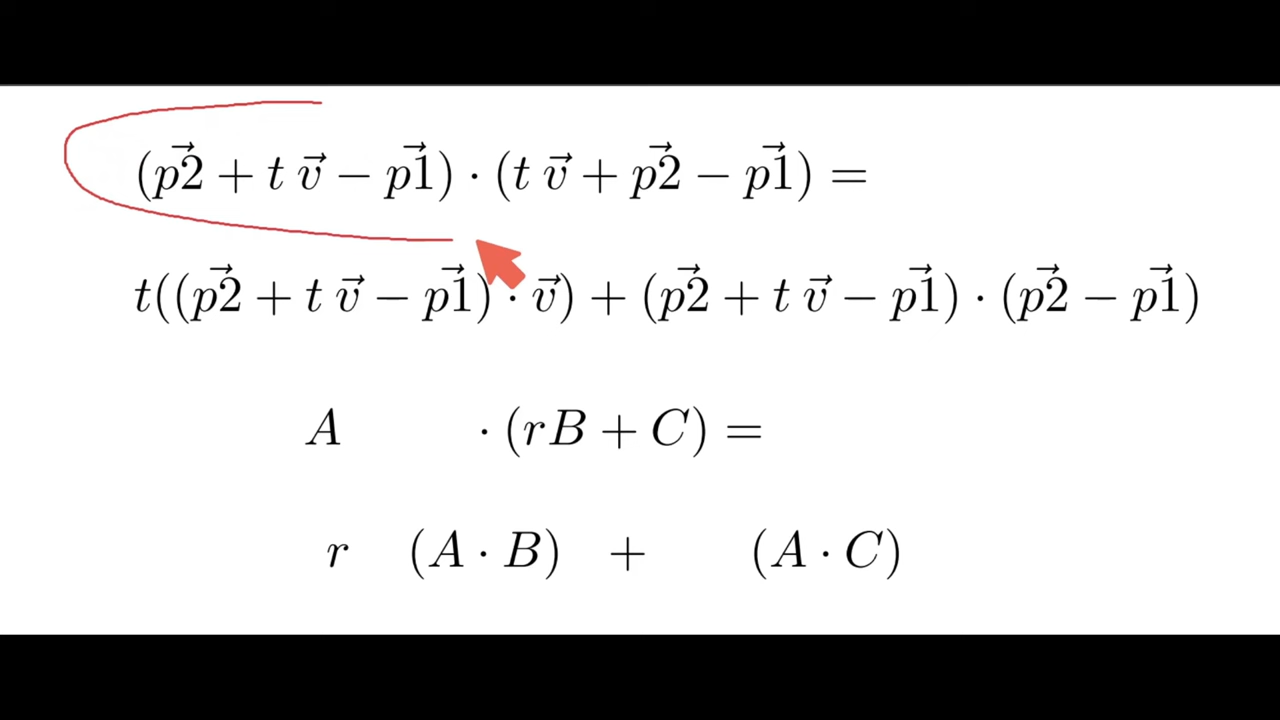 (p⃗2 + t v⃗ − p⃗1) · (t v⃗ + p⃗2 − p⃗1) =
t((p⃗2 + t v⃗ − p⃗1) · v⃗) + (p⃗2 + t v⃗ − p⃗1) · (p⃗2 − p⃗1)
A · (rB + C) =
r (A · B) + (A · C)